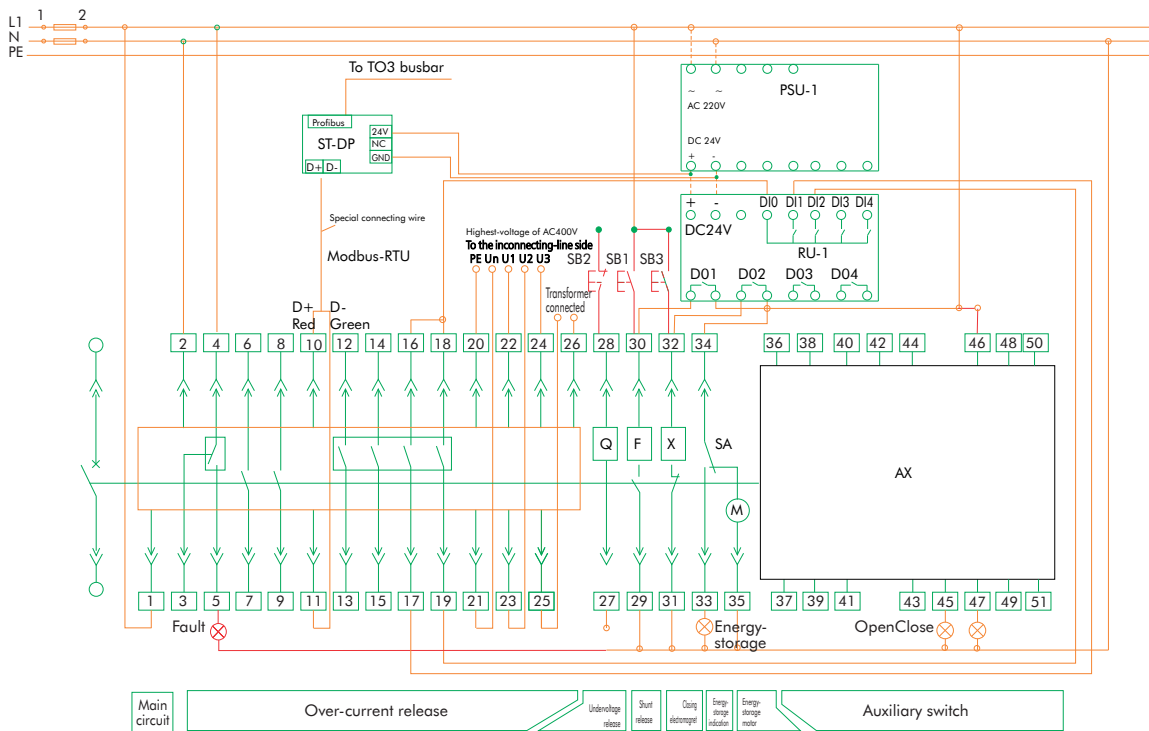 1 2
L1
N
PE
To TO3 busbar
Profibus
ST-DP
24V
NC
GND
D+ D-
Special connecting wire
Modbus-RTU
D+ D-
Red Green
Highest-voltage of AC400V
To the inconnecting-line side
PE Un U1 U2 U3
Transformer
connected
SB2 SB1 SB3
~ ~
PSU-1
AC 220V
DC 24V
+ -
+ - DI0 DI1 DI2 DI3 DI4
DC24V
RU-1
D01 D02 D03 D04
2 4 6 8 10 12 14 16 18 20 22 24 26 28 30 32 34 36 38 40 42 44 46 48 50
Q F X SA
M
AX
1 3 5 7 9 11 13 15 17 19 21 23 25 27 29 31 33 35 37 39 41 43 45 47 49 51
Fault
Energy-
storage
OpenClose
Main
circuit
Over-current release
Undervoltage
release
Shunt
release
Closing
electromagnet
Energy-
storage
indication
Energy-
storage
motor
Auxiliary switch